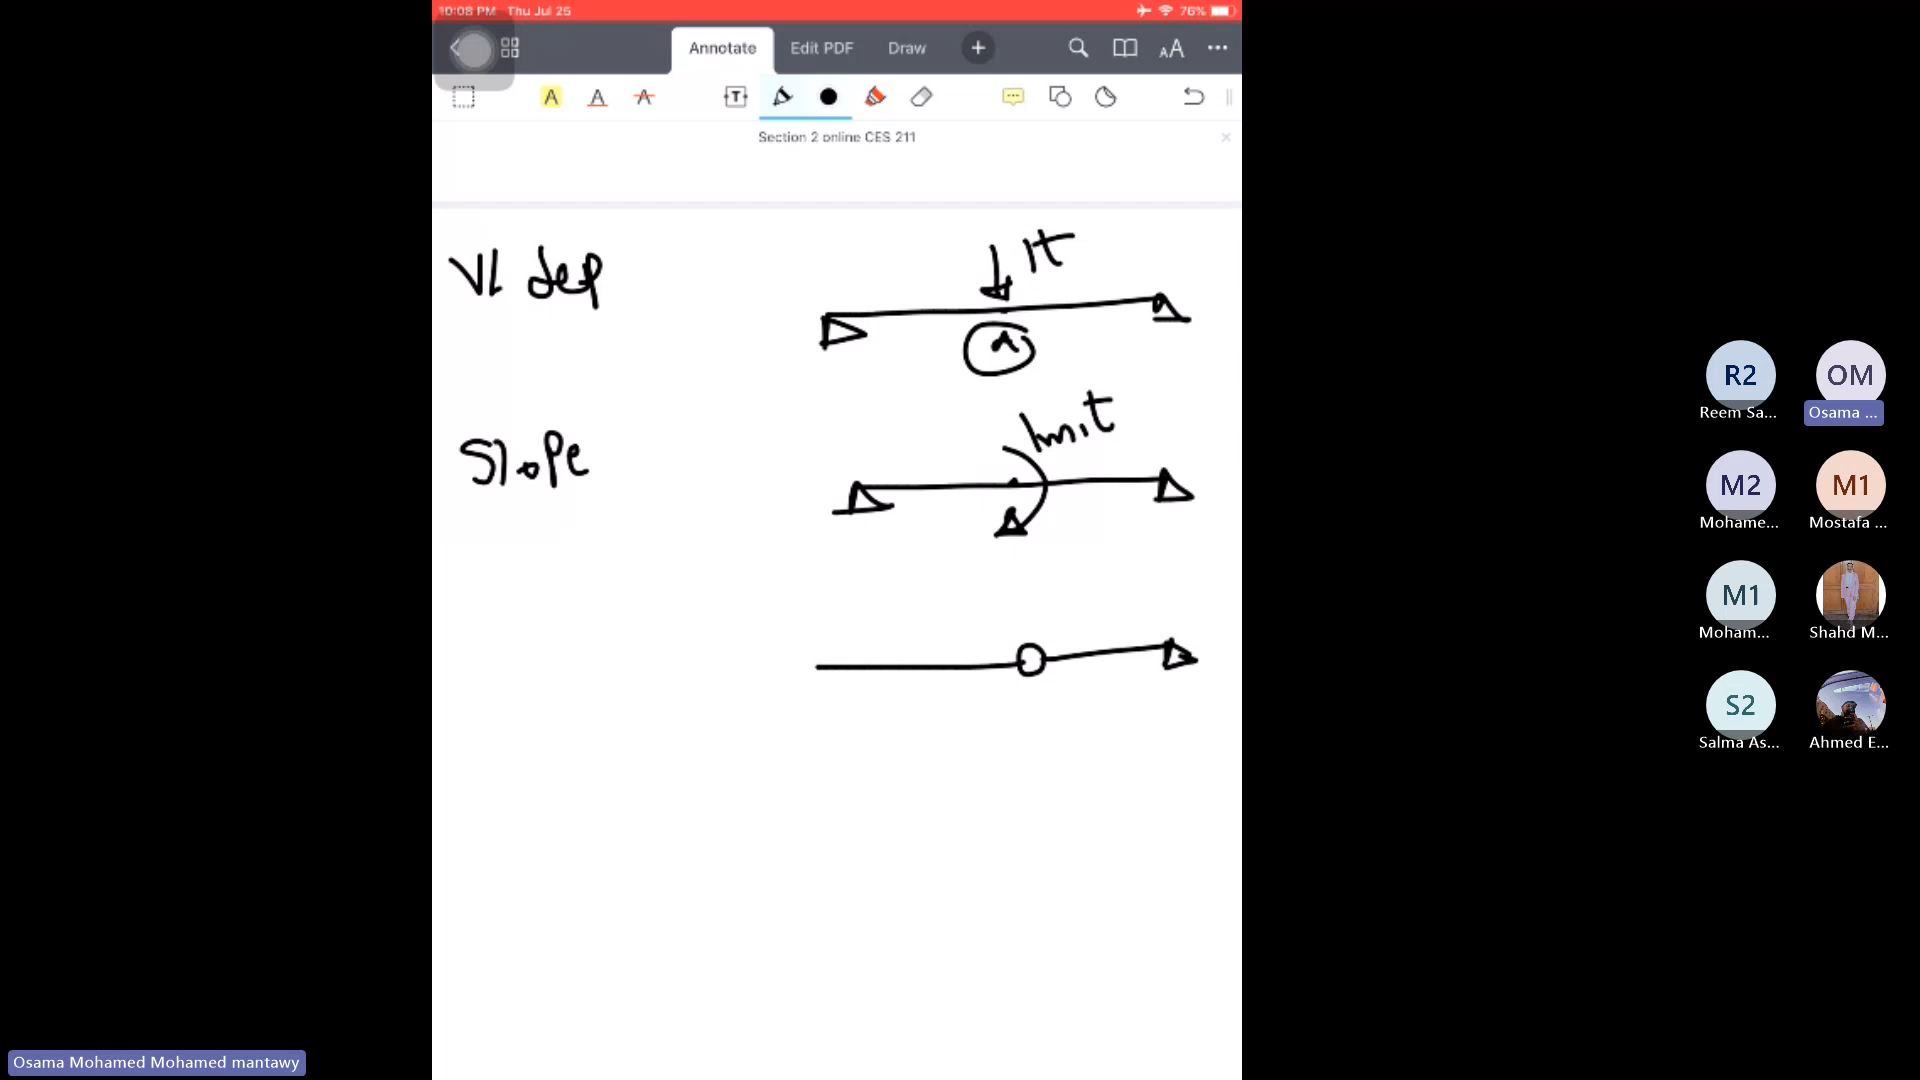 10:08 PM Thu Jul 25
76%
Annotate Edit PDF Draw
A A A T AA
Section 2 online CES 211
VL def
1t
a
Slope
1m.t
R2 OM
Reem Sa... Osama ...
M2 M1
Mohame... Mostafa ...
M1
Moham... Shahd M...
S2
Salma As... Ahmed E...
Osama Mohamed Mohamed mantawy